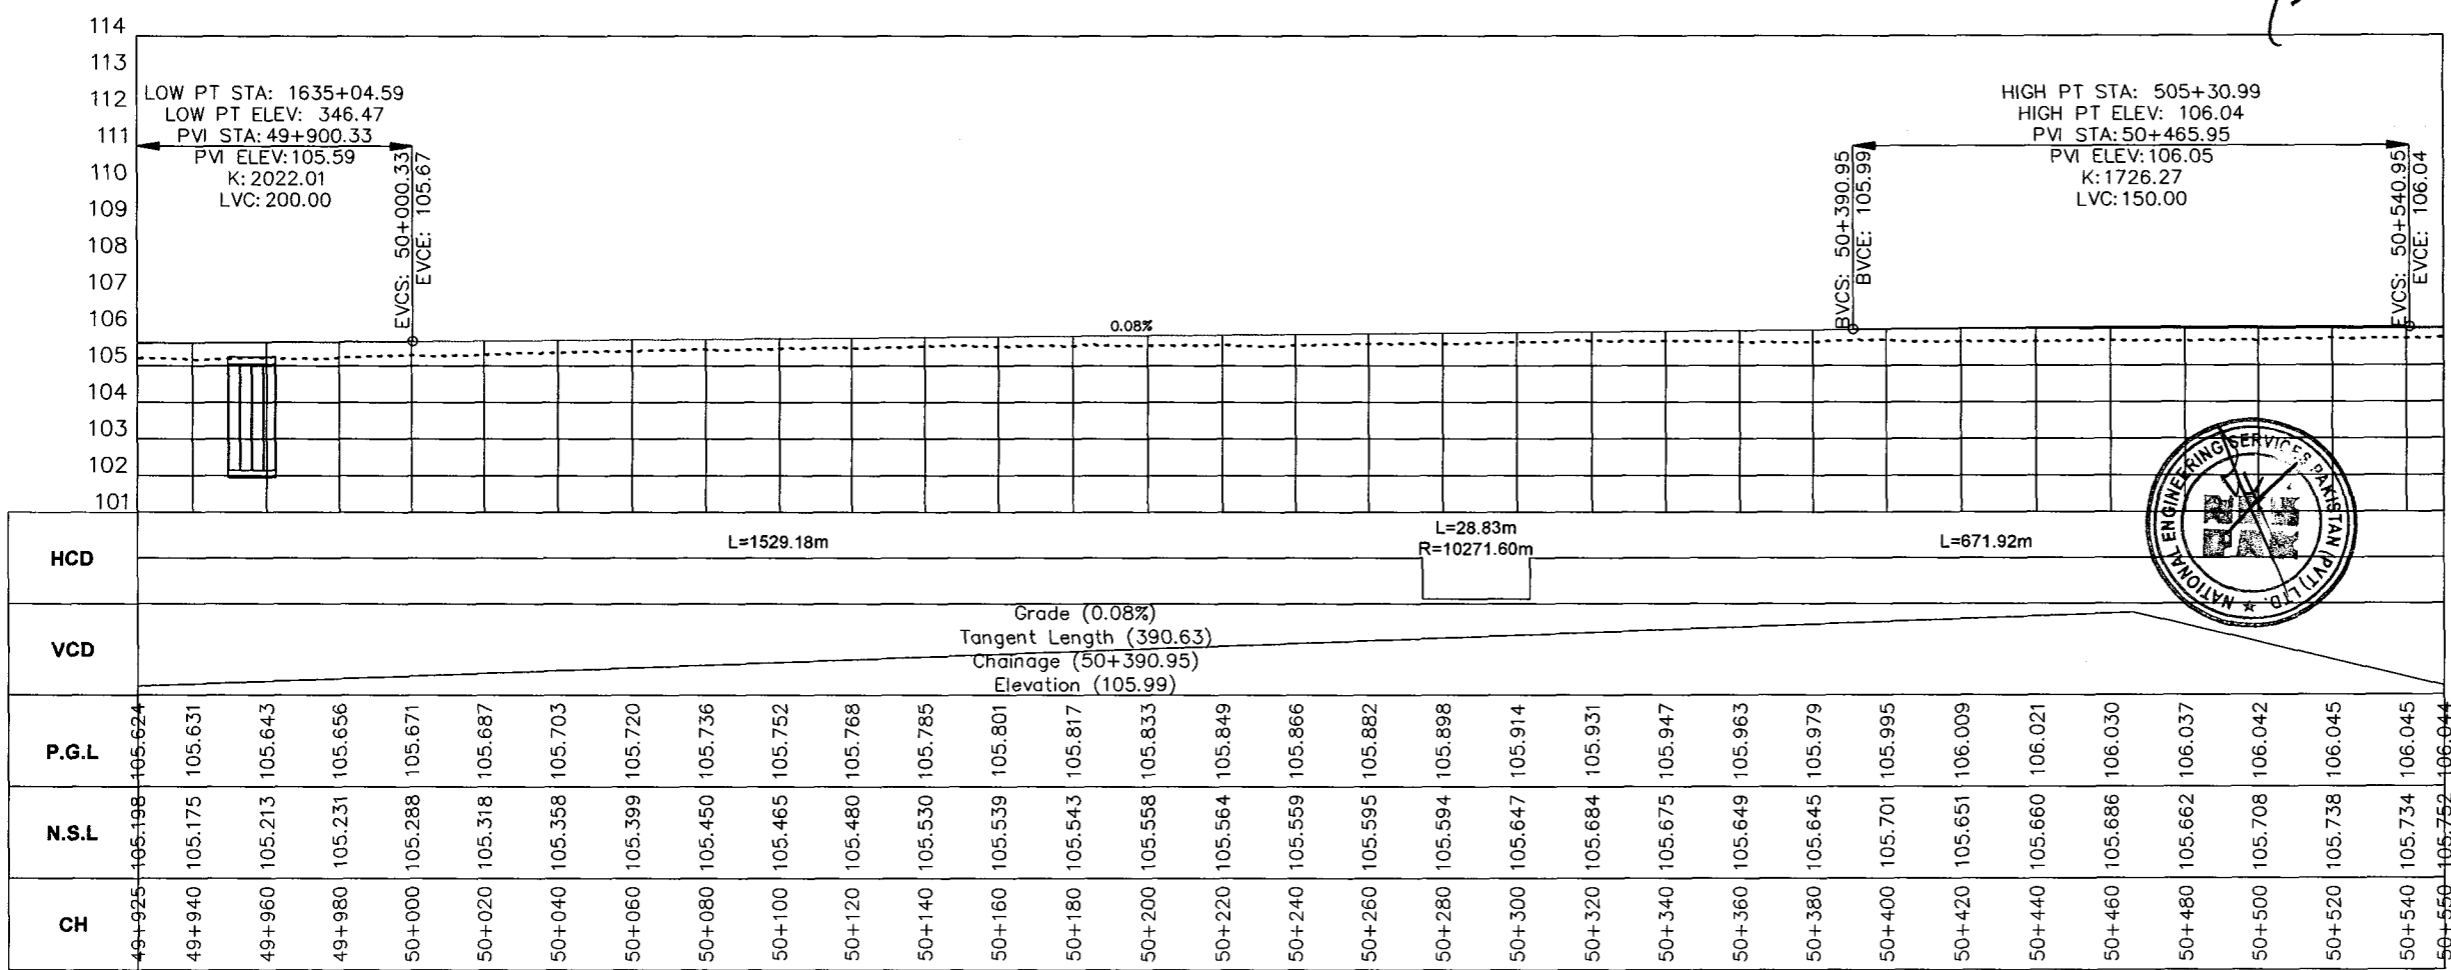 114
113
112
111
110
109
108
107
106
105
104
103
102
101
LOW PT STA: 1635+04.59
LOW PT ELEV: 346.47
PVI STA: 49+900.33
PVI ELEV: 105.59
K: 2022.01
LVC: 200.00
EVCS: 50+000.33
EVCE: 105.67
0.08%
HIGH PT STA: 505+30.99
HIGH PT ELEV: 106.04
PVI STA: 50+465.95
PVI ELEV: 106.05
K: 1726.27
LVC: 150.00
BVCS: 50+390.95
BVCE: 105.99
EVCS: 50+540.95
EVCE: 106.04
HCD
L=1529.18m
L=28.83m
R=10271.60m
L=671.92m
NATIONAL ENGINEERING SERVICES PAKISTAN (PVT) LTD.
VCD
Grade (0.08%)
Tangent Length (390.63)
Chainage (50+390.95)
Elevation (105.99)
P.G.L 105.624 105.631 105.643 105.656 105.671 105.687 105.703 105.720 105.736 105.752 105.768 105.785 105.801 105.817 105.833 105.849 105.866 105.882 105.898 105.914 105.931 105.947 105.963 105.979 105.995 106.009 106.021 106.030 106.037 106.042 106.045 106.045 106.044
N.S.L 105.198 105.175 105.213 105.231 105.288 105.318 105.358 105.399 105.450 105.465 105.480 105.530 105.539 105.543 105.558 105.564 105.559 105.595 105.594 105.647 105.684 105.675 105.649 105.645 105.701 105.651 105.660 105.686 105.662 105.708 105.738 105.734 105.752
CH 49+925 49+940 49+960 49+980 50+000 50+020 50+040 50+060 50+080 50+100 50+120 50+140 50+160 50+180 50+200 50+220 50+240 50+260 50+280 50+300 50+320 50+340 50+360 50+380 50+400 50+420 50+440 50+460 50+480 50+500 50+520 50+540 50+550